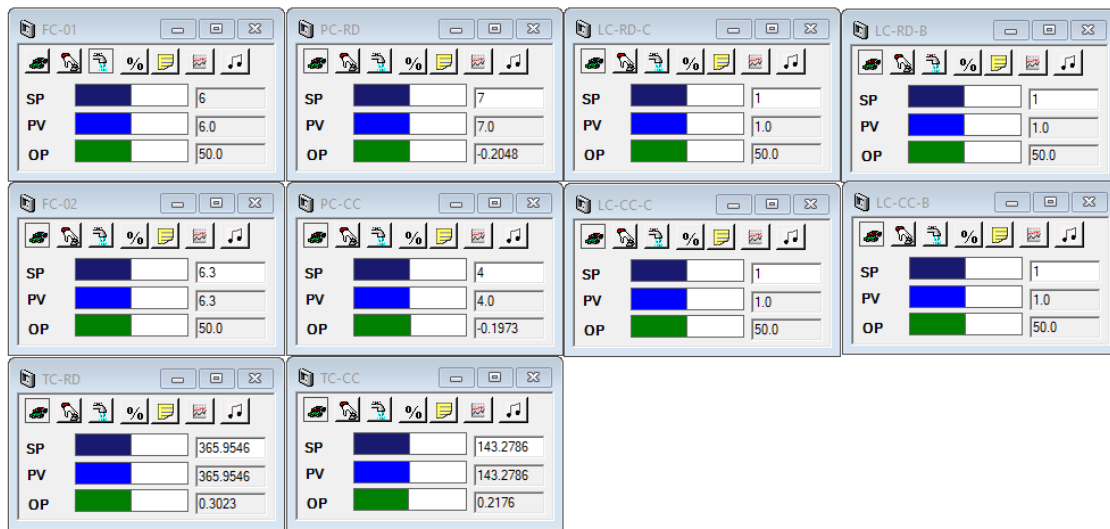 FC-01
%
SP 6
PV 6.0
OP 50.0
PC-RD
%
SP 7
PV 7.0
OP -0.2048
LC-RD-C
%
SP 1
PV 1.0
OP 50.0
LC-RD-B
%
SP 1
PV 1.0
OP 50.0
FC-02
%
SP 6.3
PV 6.3
OP 50.0
PC-CC
%
SP 4
PV 4.0
OP -0.1973
LC-CC-C
%
SP 1
PV 1.0
OP 50.0
LC-CC-B
%
SP 1
PV 1.0
OP 50.0
TC-RD
%
SP 365.9546
PV 365.9546
OP 0.3023
TC-CC
%
SP 143.2786
PV 143.2786
OP 0.2176